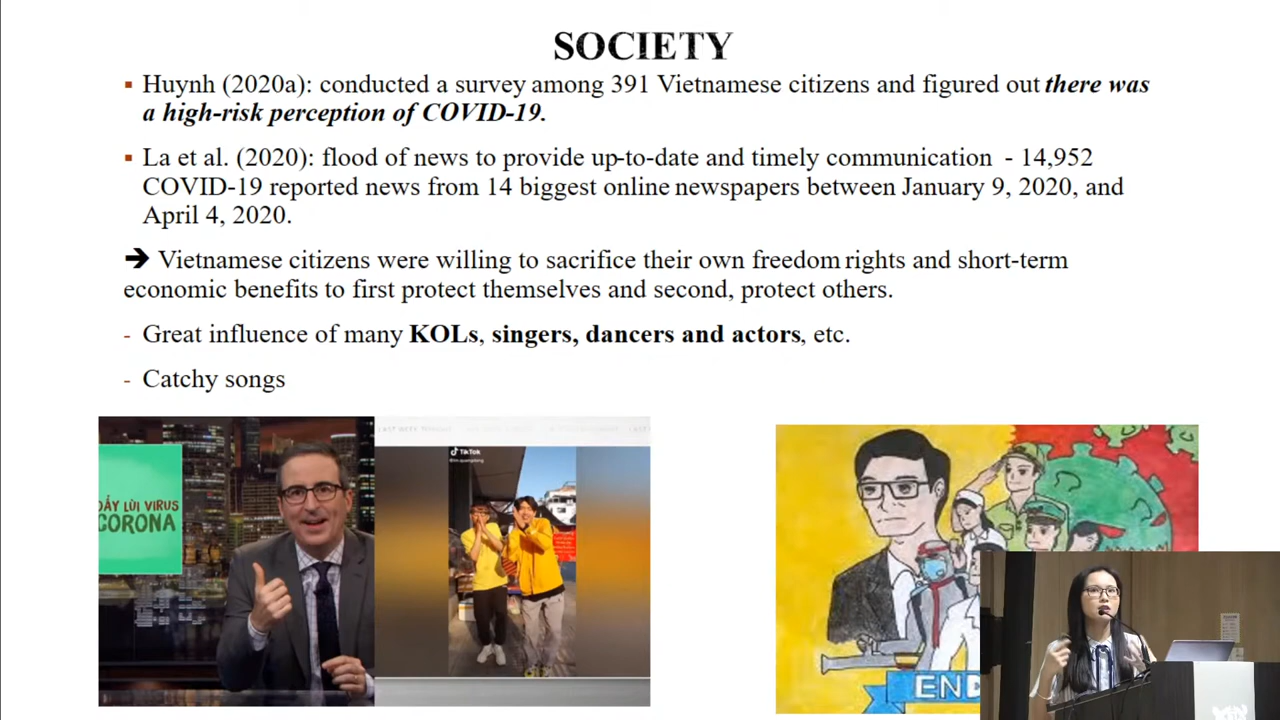 SOCIETY
▪ Huynh (2020a): conducted a survey among 391 Vietnamese citizens and figured out there was
a high-risk perception of COVID-19.
▪ La et al. (2020): flood of news to provide up-to-date and timely communication - 14,952
COVID-19 reported news from 14 biggest online newspapers between January 9, 2020, and
April 4, 2020.
➔ Vietnamese citizens were willing to sacrifice their own freedom rights and short-term
economic benefits to first protect themselves and second, protect others.
- Great influence of many KOLs, singers, dancers and actors, etc.
- Catchy songs
TikTok
ĐẨY LÙI VIRUS
CORONA
END